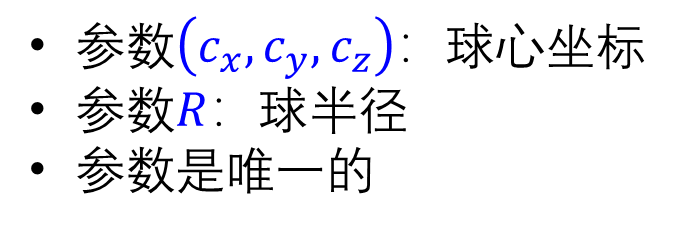 • 参数(c_x, c_y, c_z)：球心坐标
• 参数R：球半径
• 参数是唯一的